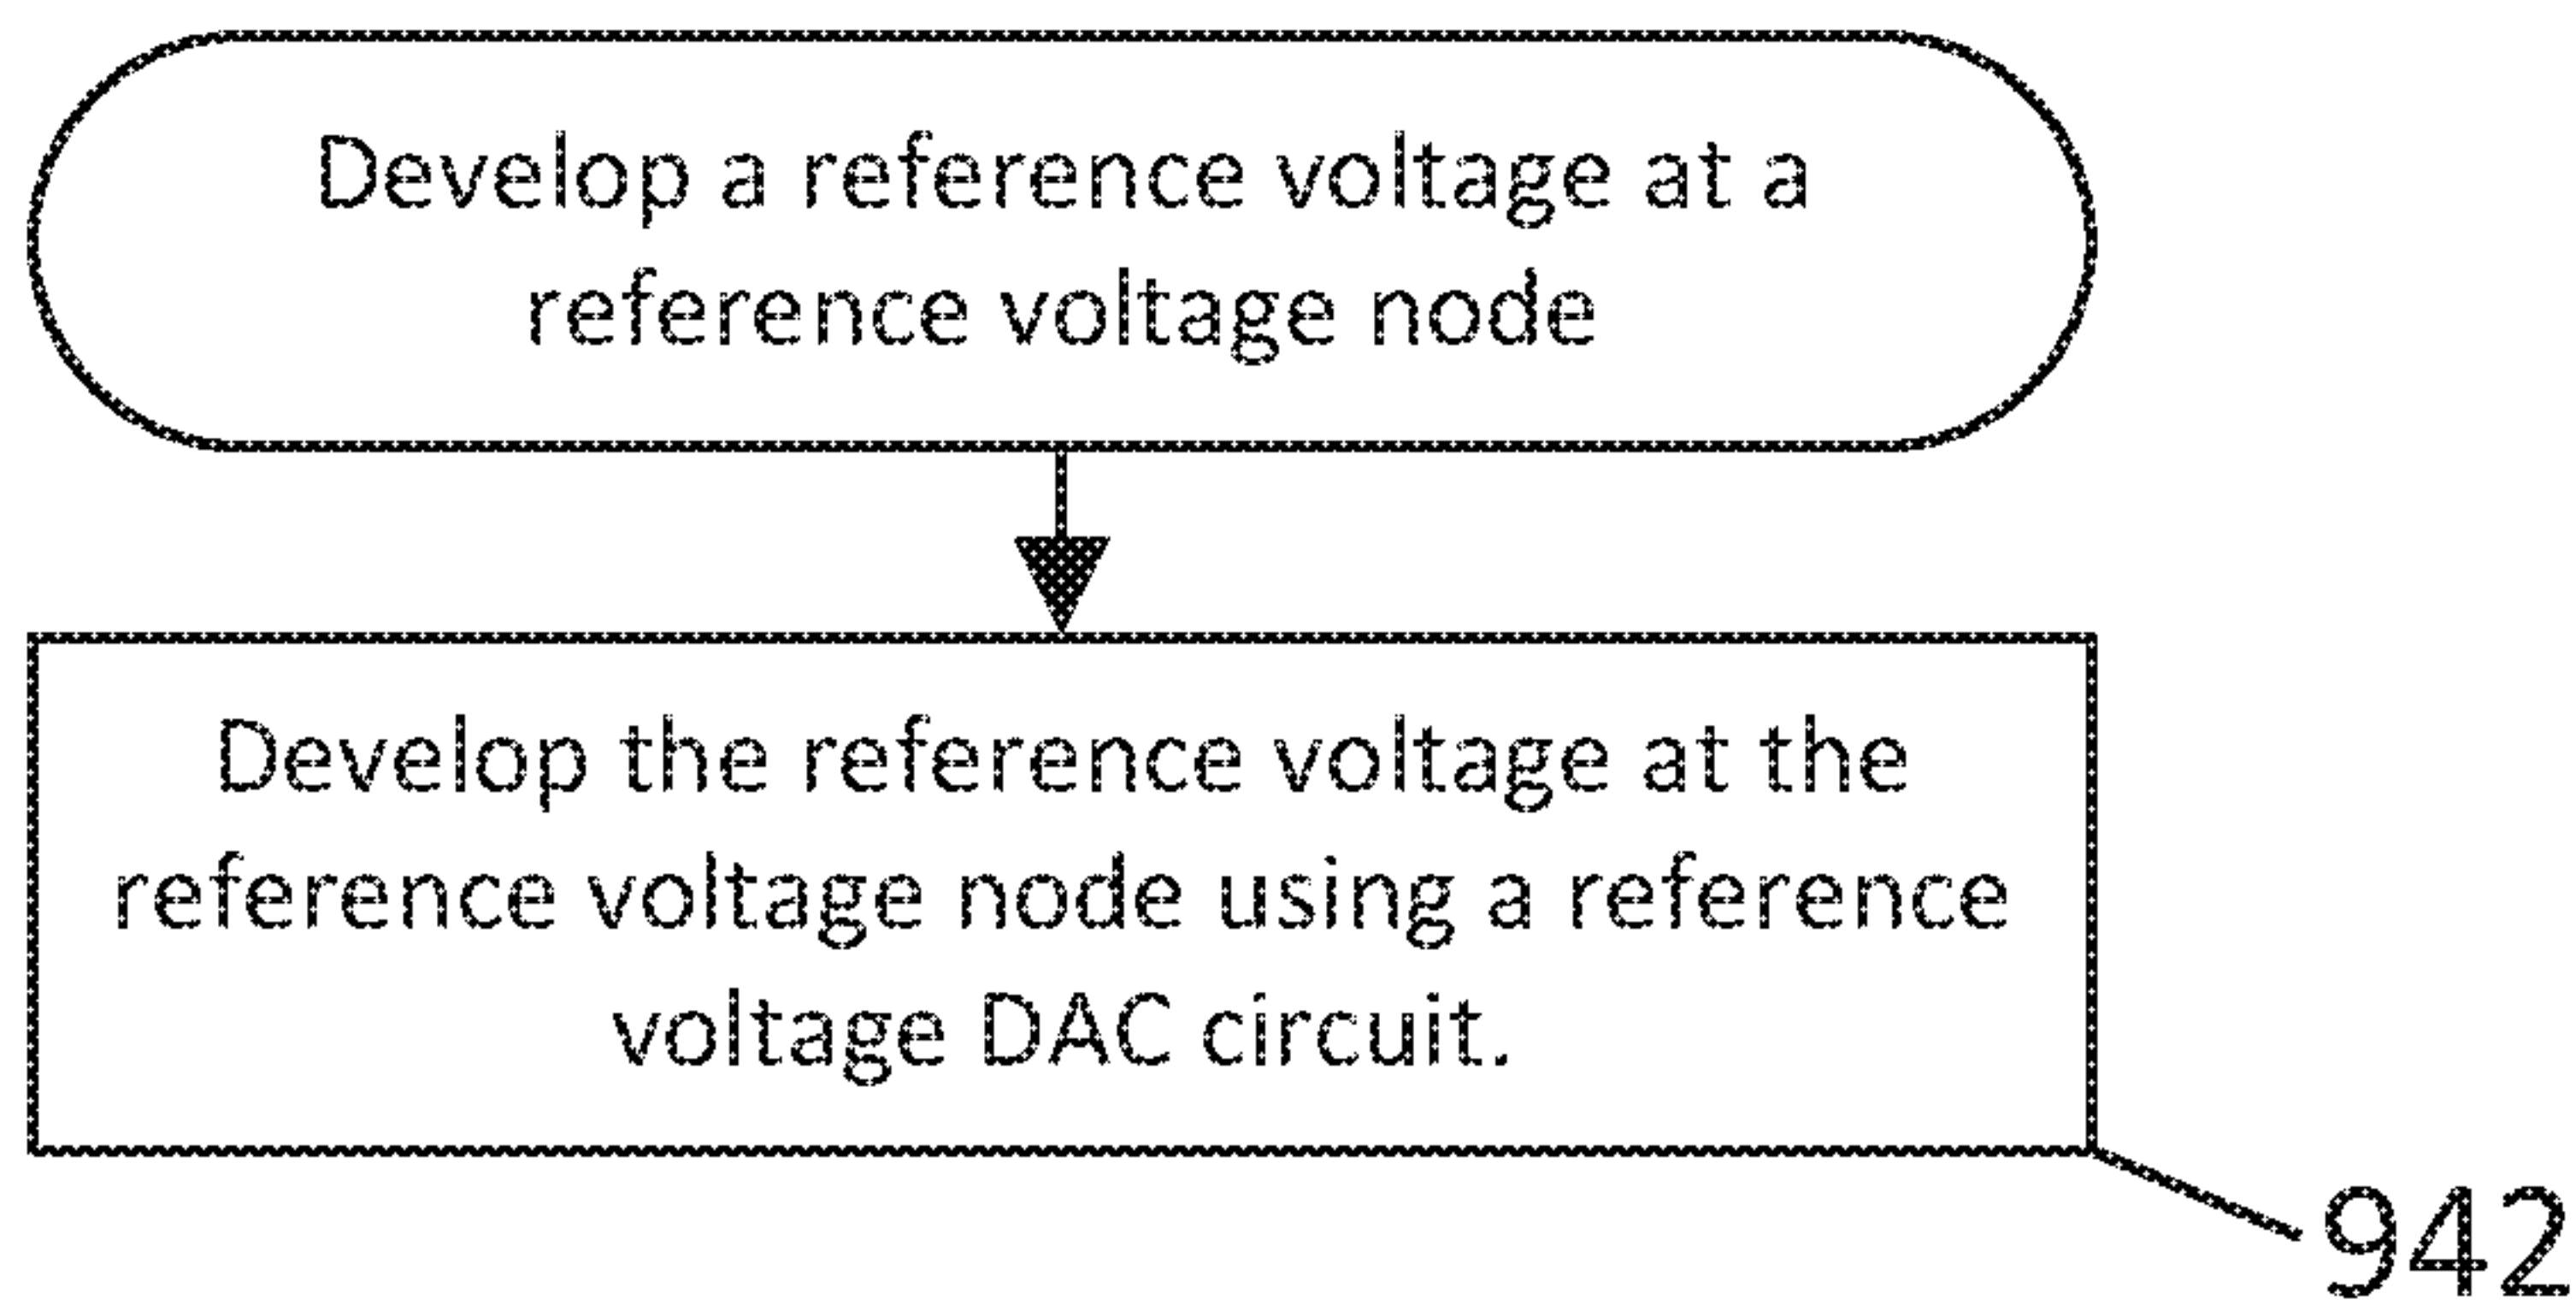 Develop a reference voltage at a
reference voltage node
Develop the reference voltage at the
reference voltage node using a reference
voltage DAC circuit.
942